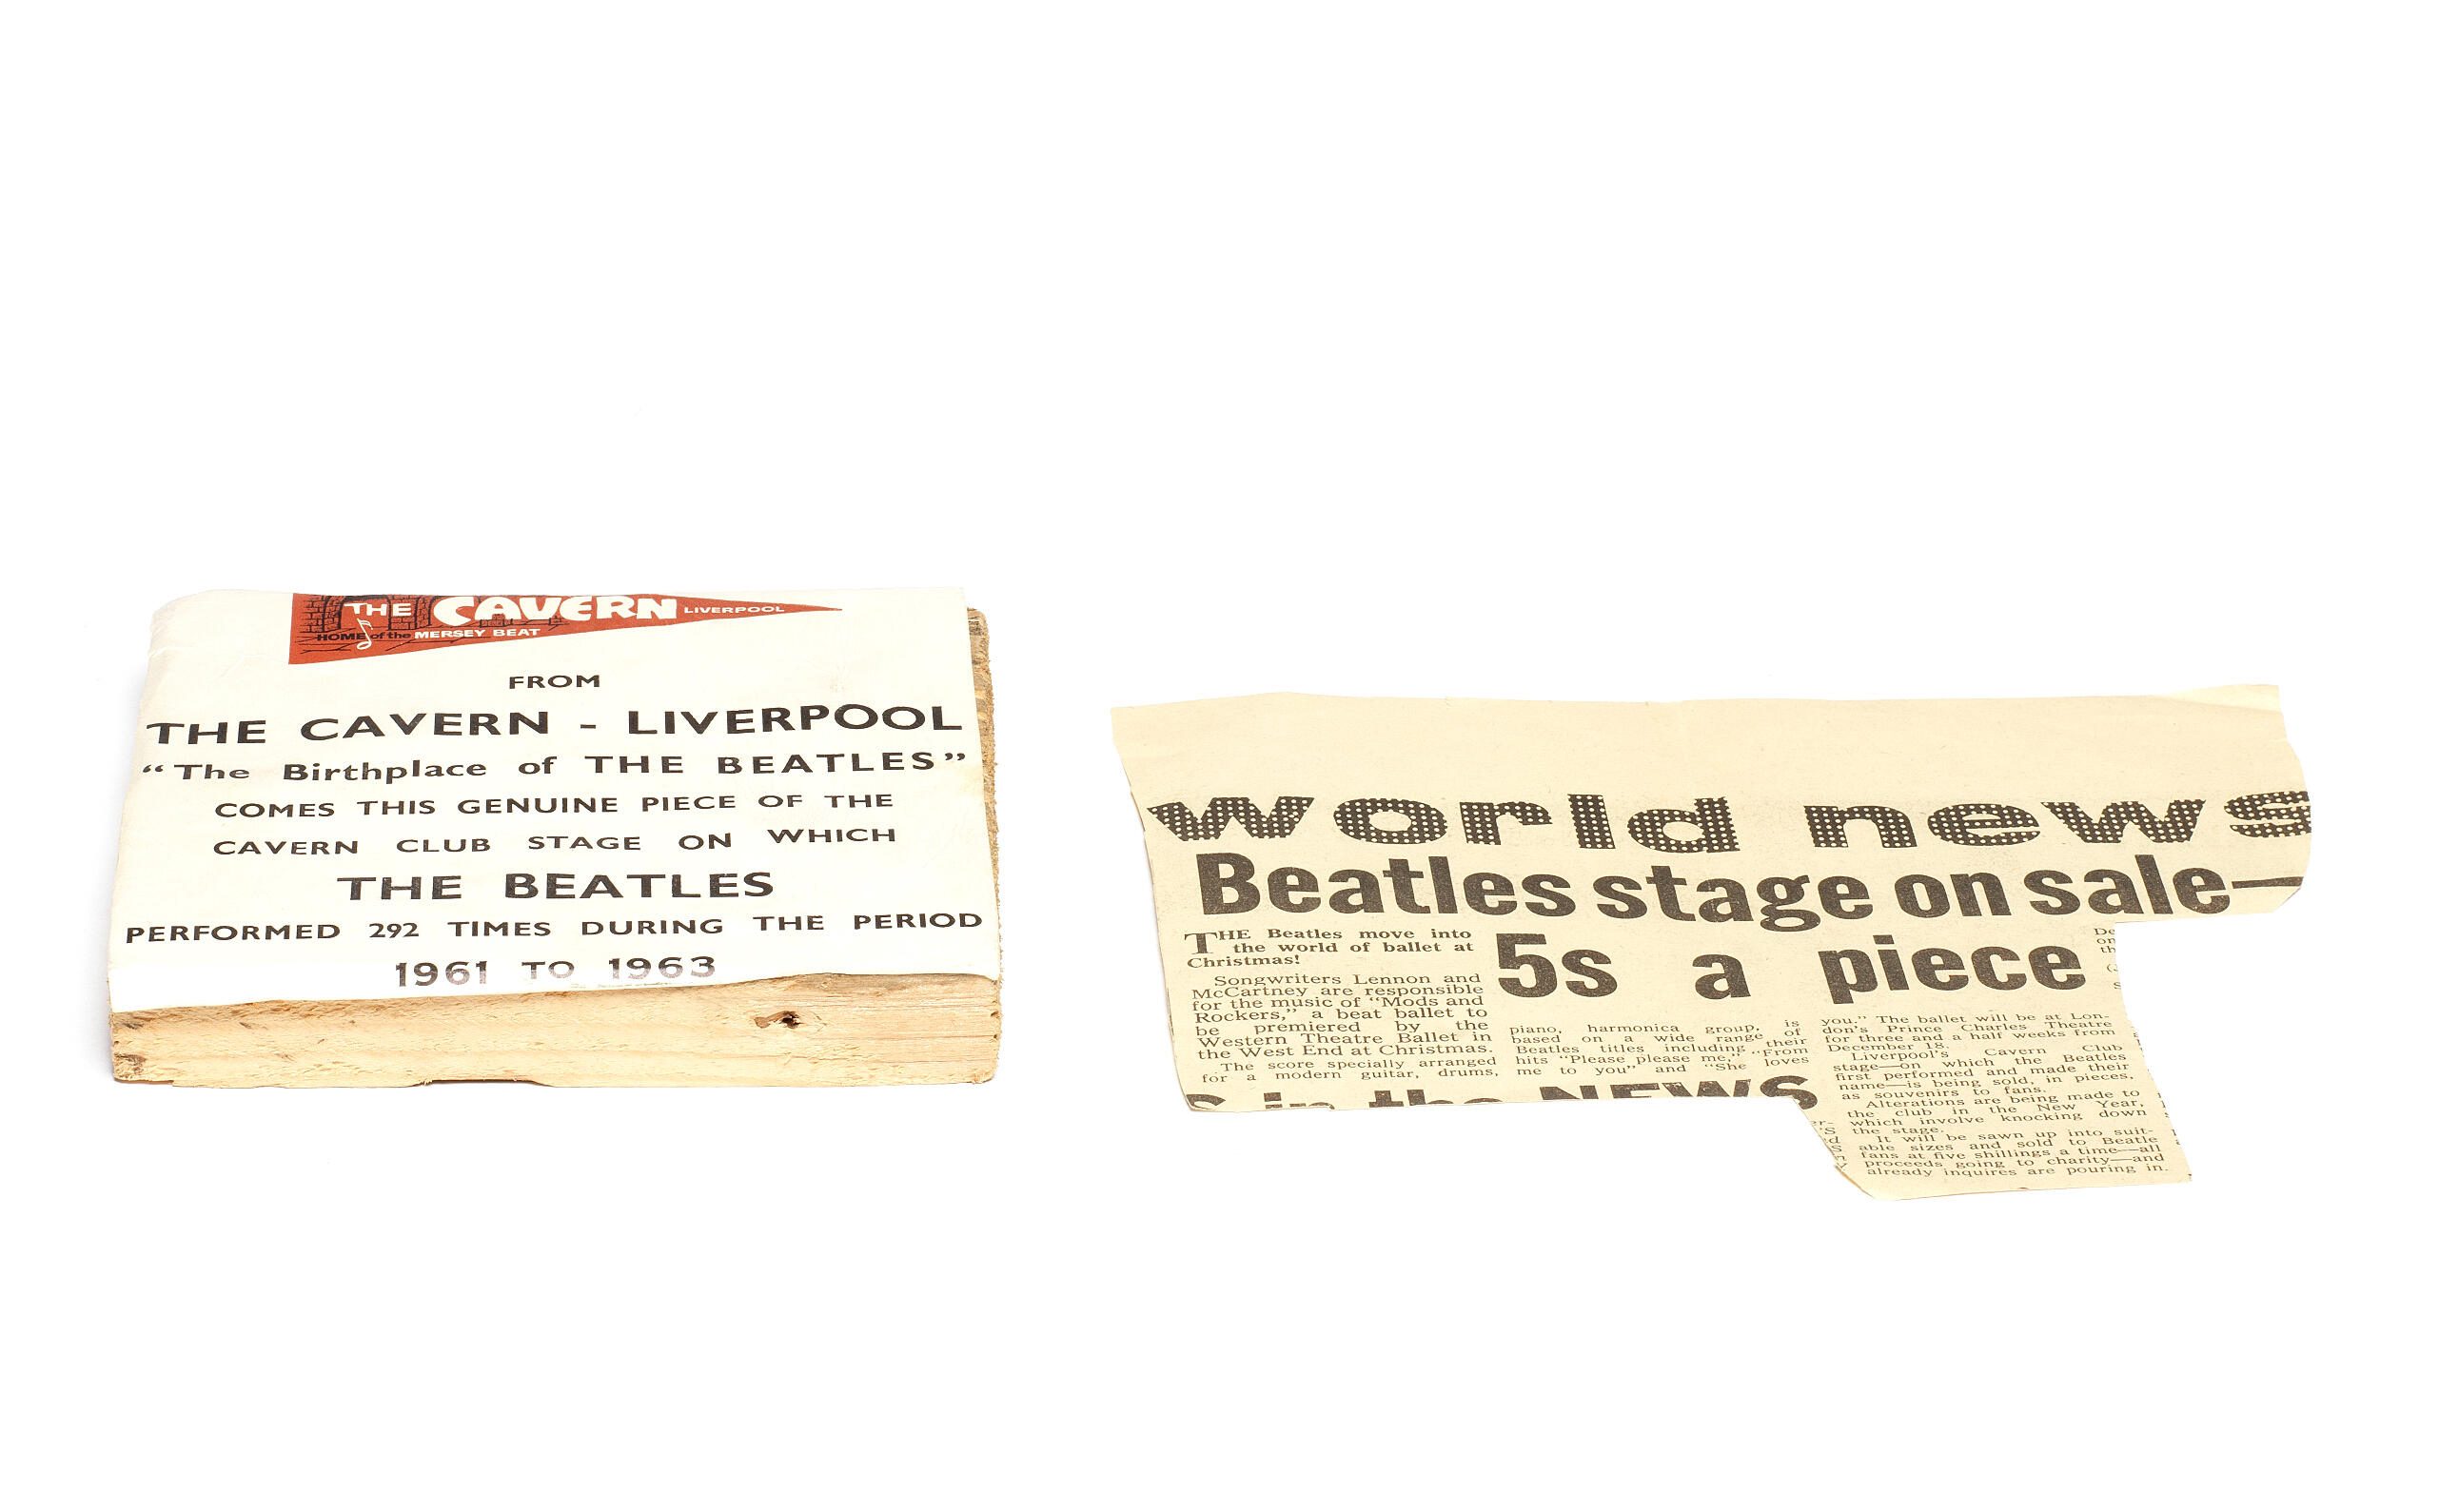 THE CAVERN LIVERPOOL
HOME of the MERSEY BEAT
FROM
THE CAVERN - LIVERPOOL
“The Birthplace of THE BEATLES”
COMES THIS GENUINE PIECE OF THE
CAVERN CLUB STAGE ON WHICH
THE BEATLES
PERFORMED 292 TIMES DURING THE PERIOD
1961 TO 1963
world news
Beatles stage on sale—
5s a piece
THE Beatles move into
the world of ballet at
Christmas!
Songwriters Lennon and
McCartney are responsible
for the music of “Mods and
Rockers,” a beat ballet to
be premiered by the
Western Theatre Ballet in
the West End at Christmas.
The score specially arranged
for a modern guitar, drums,
piano, harmonica group, is
based on a wide range of
Beatles titles including their
hits “Please please me,” “From
me to you” and “She loves
you.” The ballet will be at Lon-
don's Prince Charles Theatre
for three and a half weeks from
December 18.
Liverpool's Cavern Club
stage—on which the Beatles
first performed and made their
name—is being sold, in pieces,
as souvenirs to fans.
Alterations are being made to
the club in the New Year,
which involve knocking down
the stage.
It will be sawn up into suit-
able sizes and sold to Beatle
fans at five shillings a time—all
proceeds going to charity—and
already inquires are pouring in.
s in the NEWS